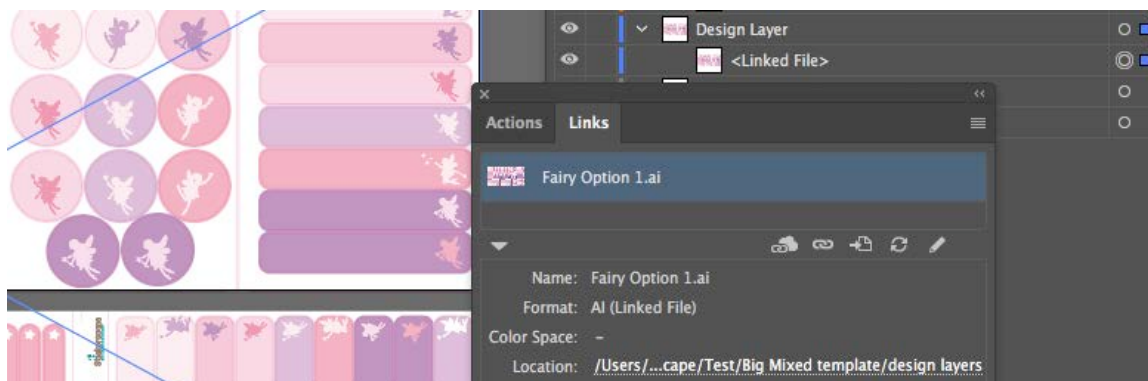 Design Layer
<Linked File>
Actions Links
Fairy Option 1.ai
Name: Fairy Option 1.ai
Format: AI (Linked File)
Color Space: –
Location: /Users/...cape/Test/Big Mixed template/design layers